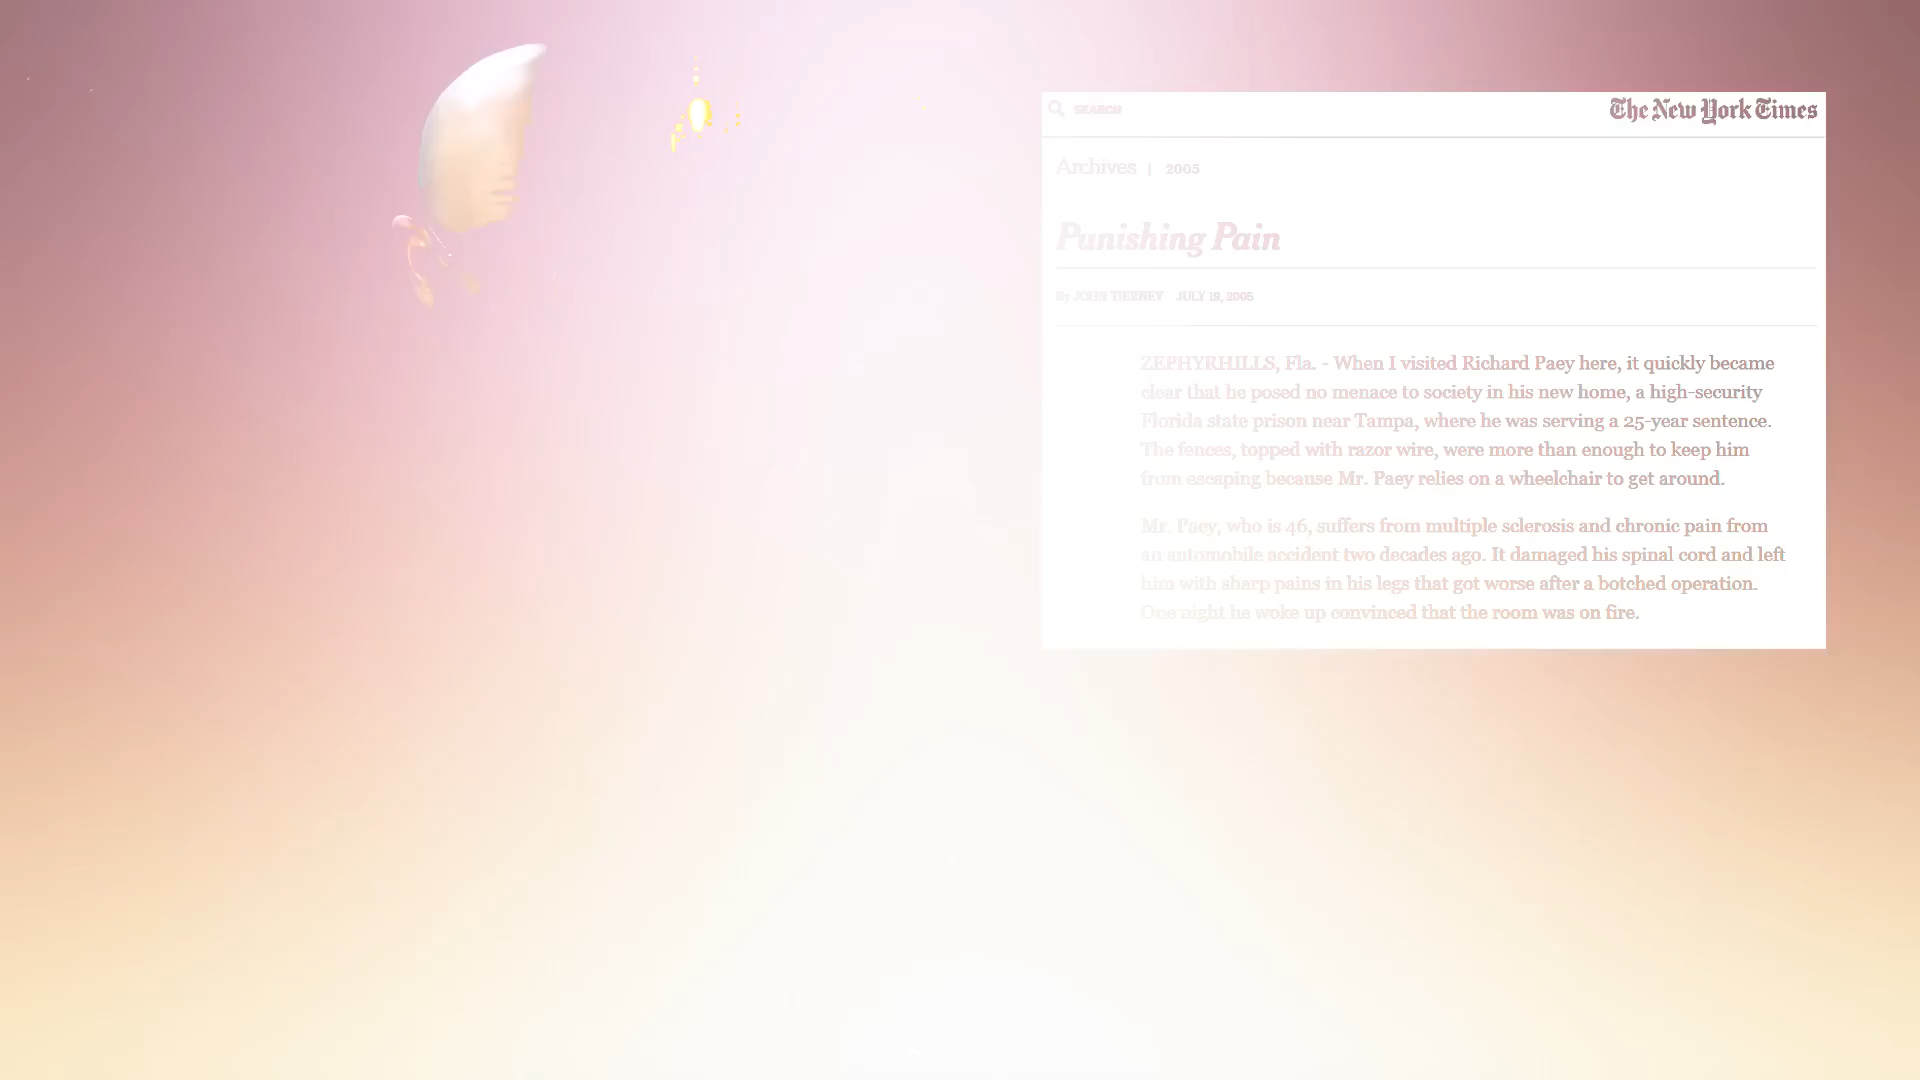 SEARCH
The New York Times
Archives | 2005
Punishing Pain
By JOHN TIERNEY JULY 19, 2005
ZEPHYRHILLS, Fla. - When I visited Richard Paey here, it quickly became
clear that he posed no menace to society in his new home, a high-security
Florida state prison near Tampa, where he was serving a 25-year sentence.
The fences, topped with razor wire, were more than enough to keep him
from escaping because Mr. Paey relies on a wheelchair to get around.
Mr. Paey, who is 46, suffers from multiple sclerosis and chronic pain from
an automobile accident two decades ago. It damaged his spinal cord and left
him with sharp pains in his legs that got worse after a botched operation.
One night he woke up convinced that the room was on fire.